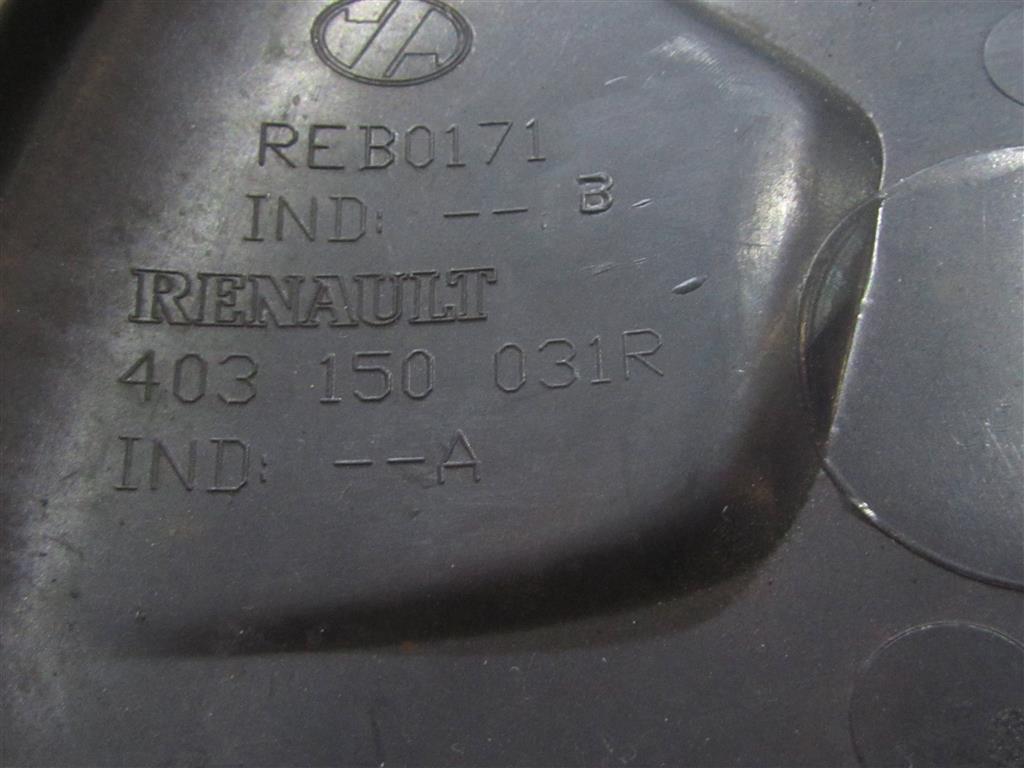 REB0171
IND: -- B
RENAULT
403 150 031R
IND: --A